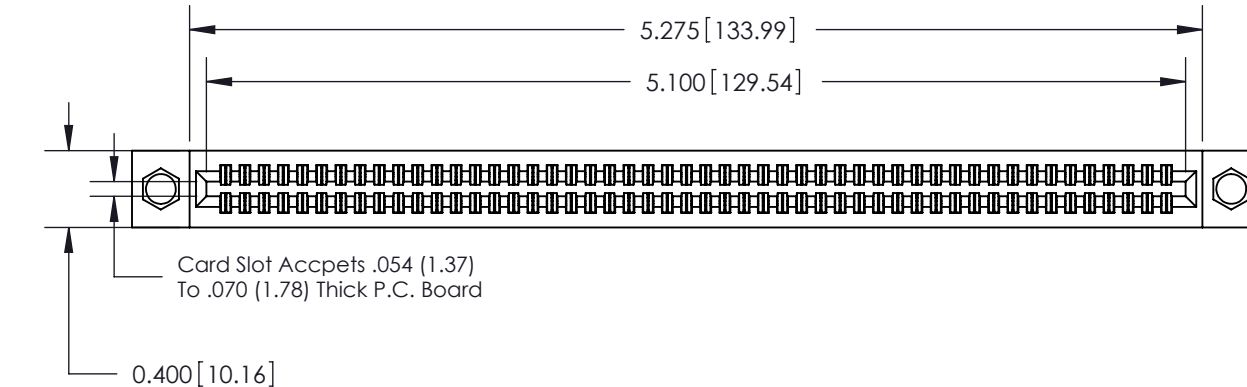 5.275[133.99]
5.100[129.54]
Card Slot Accpets .054 (1.37)
To .070 (1.78) Thick P.C. Board
0.400[10.16]